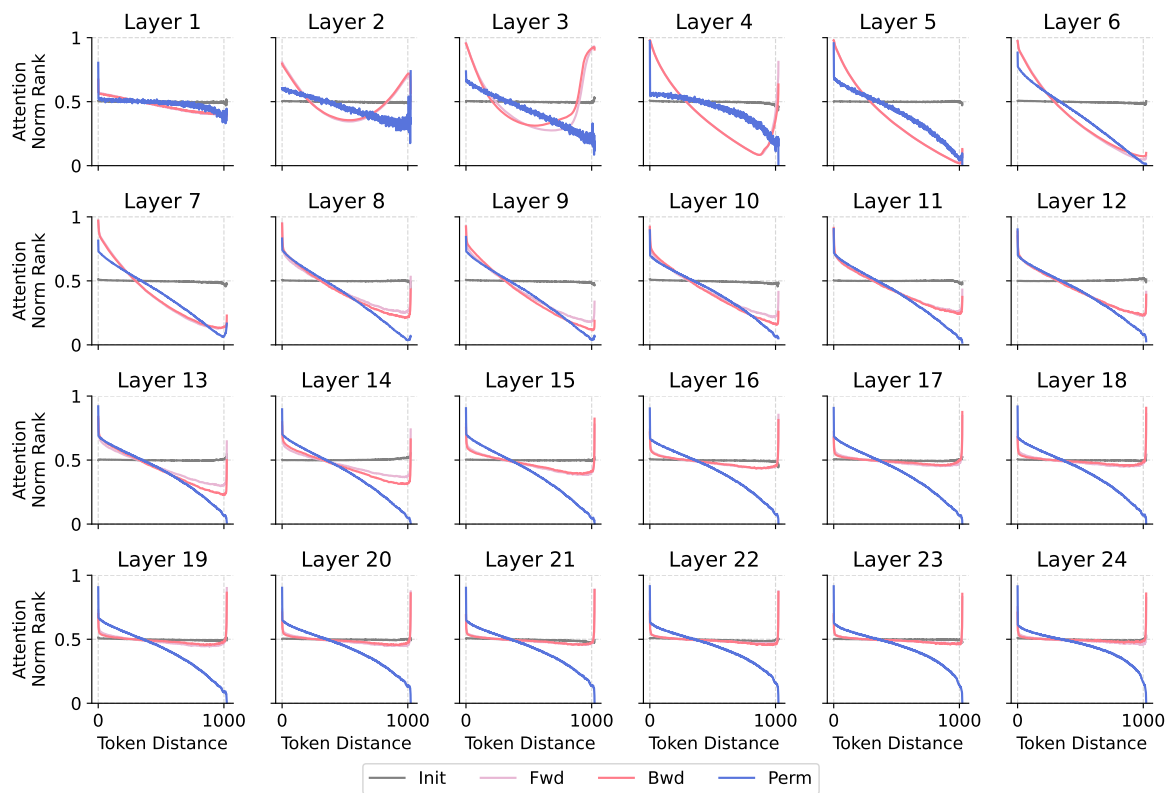 Layer 1 Layer 2 Layer 3 Layer 4 Layer 5 Layer 6
Attention
Norm Rank
1
0.5
0
Layer 7 Layer 8 Layer 9 Layer 10 Layer 11 Layer 12
Attention
Norm Rank
1
0.5
0
Layer 13 Layer 14 Layer 15 Layer 16 Layer 17 Layer 18
Attention
Norm Rank
1
0.5
0
Layer 19 Layer 20 Layer 21 Layer 22 Layer 23 Layer 24
Attention
Norm Rank
1
0.5
0
0 1000 0 1000 0 1000 0 1000 0 1000 0 1000
Token Distance Token Distance Token Distance Token Distance Token Distance Token Distance
Init Fwd Bwd Perm